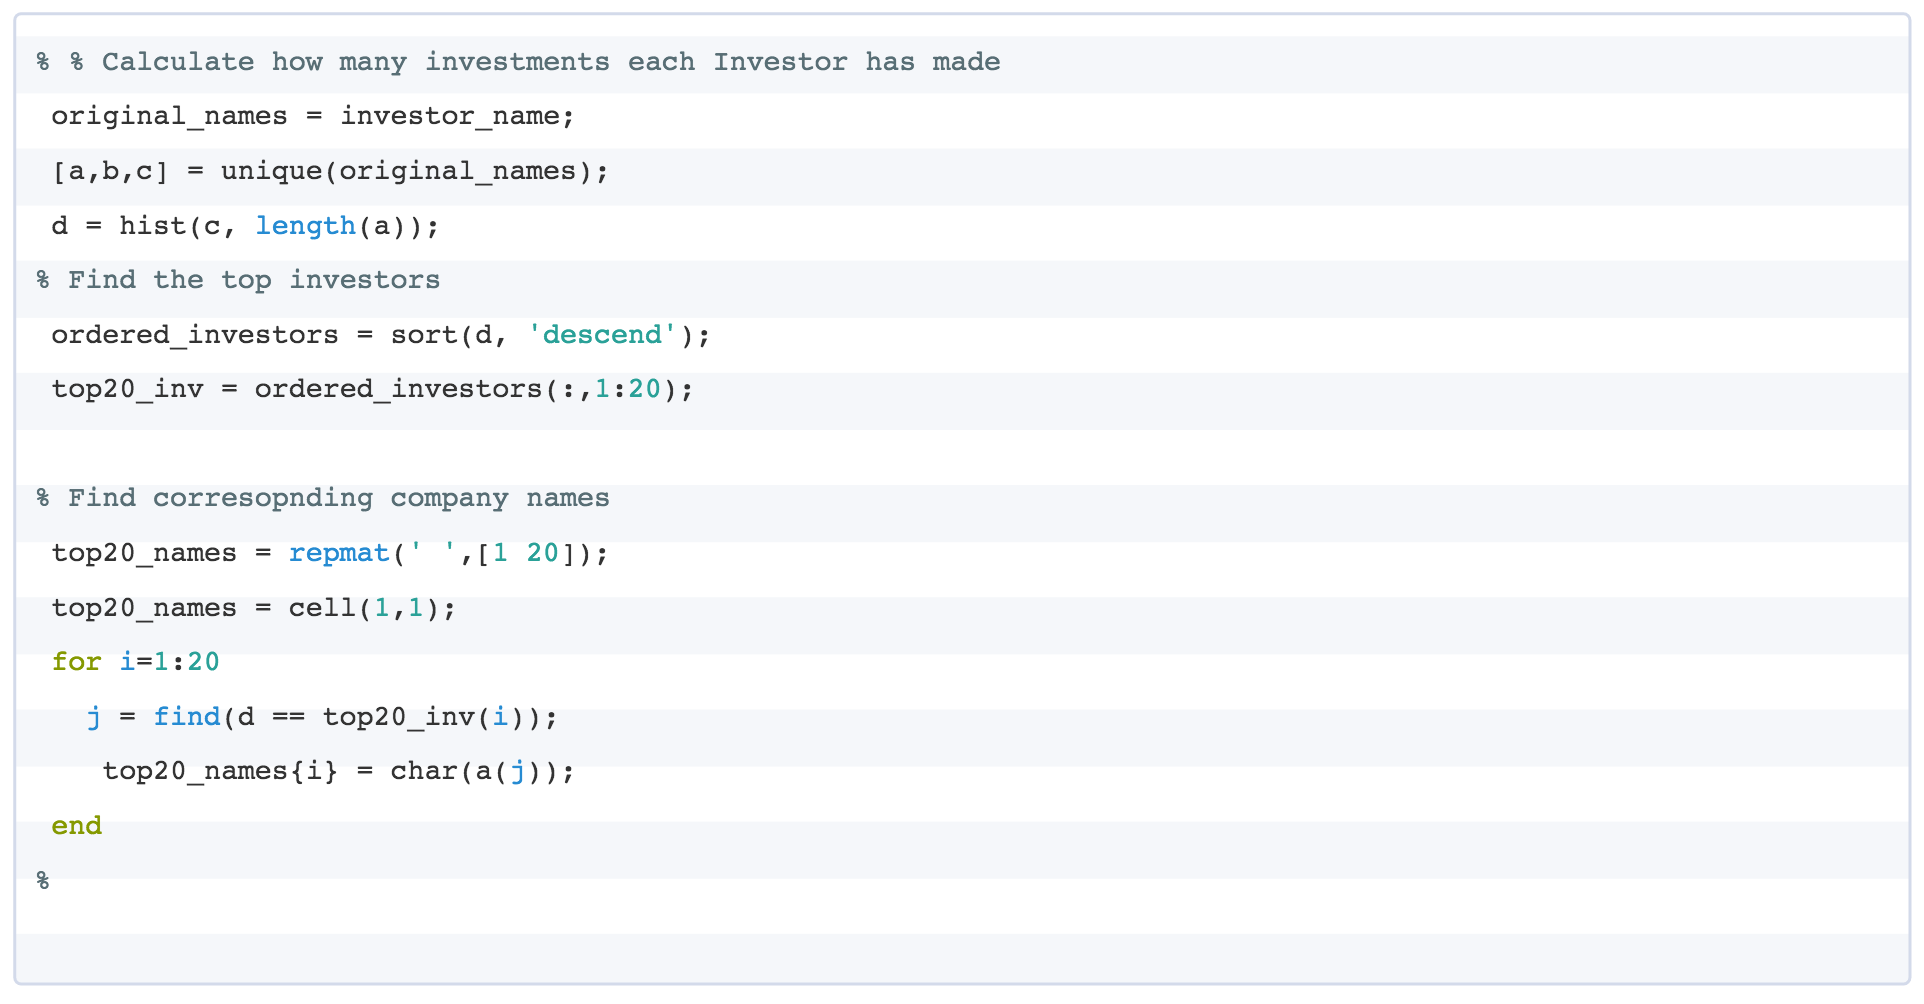 % % Calculate how many investments each Investor has made
original_names = investor_name;
[a,b,c] = unique(original_names);
d = hist(c, length(a));
% Find the top investors
ordered_investors = sort(d, 'descend');
top20_inv = ordered_investors(:,1:20);
% Find corresopnding company names
top20_names = repmat(' ',[1 20]);
top20_names = cell(1,1);
for i=1:20
j = find(d == top20_inv(i));
top20_names{i} = char(a(j));
end
%